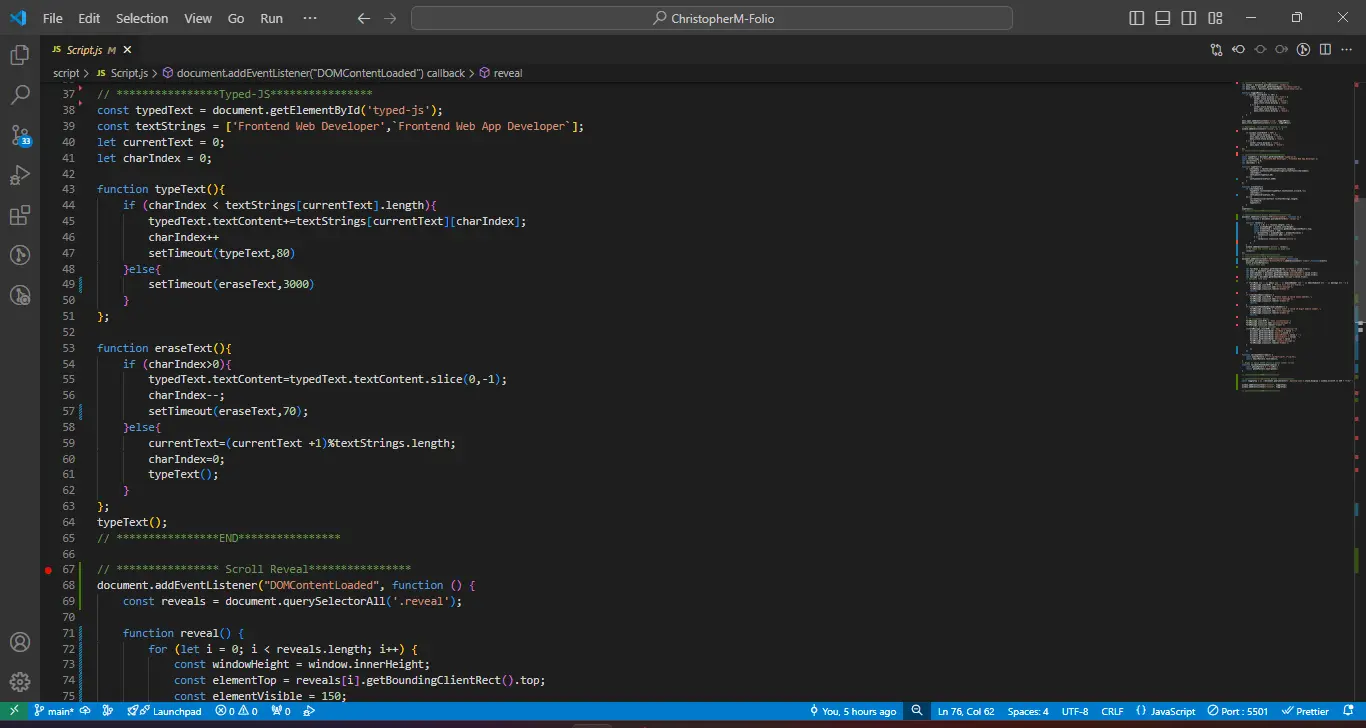 File Edit Selection View Go Run ··· ChristopherM-Folio
JS Script.js M
script > JS Script.js > document.addEventListener("DOMContentLoaded") callback > reveal
37 // ****************Typed-JS****************
38 const typedText = document.getElementById('typed-js');
39 const textStrings = ['Frontend Web Developer',`Frontend Web App Developer`];
40 let currentText = 0;
41 let charIndex = 0;
42
43 function typeText(){
44 if (charIndex < textStrings[currentText].length){
45 typedText.textContent+=textStrings[currentText][charIndex];
46 charIndex++
47 setTimeout(typeText,80)
48 }else{
49 setTimeout(eraseText,3000)
50 }
51 };
52
53 function eraseText(){
54 if (charIndex>0){
55 typedText.textContent=typedText.textContent.slice(0,-1);
56 charIndex--;
57 setTimeout(eraseText,70);
58 }else{
59 currentText=(currentText +1)%textStrings.length;
60 charIndex=0;
61 typeText();
62 }
63 };
64 typeText();
65 // ****************END****************
66
67 // **************** Scroll Reveal****************
68 document.addEventListener("DOMContentLoaded", function () {
69 const reveals = document.querySelectorAll('.reveal');
70
71 function reveal() {
72 for (let i = 0; i < reveals.length; i++) {
73 const windowHeight = window.innerHeight;
74 const elementTop = reveals[i].getBoundingClientRect().top;
75 const elementVisible = 150;
33
main* Launchpad 0 0 0 You, 5 hours ago Ln 76, Col 62 Spaces: 4 UTF-8 CRLF {} JavaScript Port : 5501 Prettier